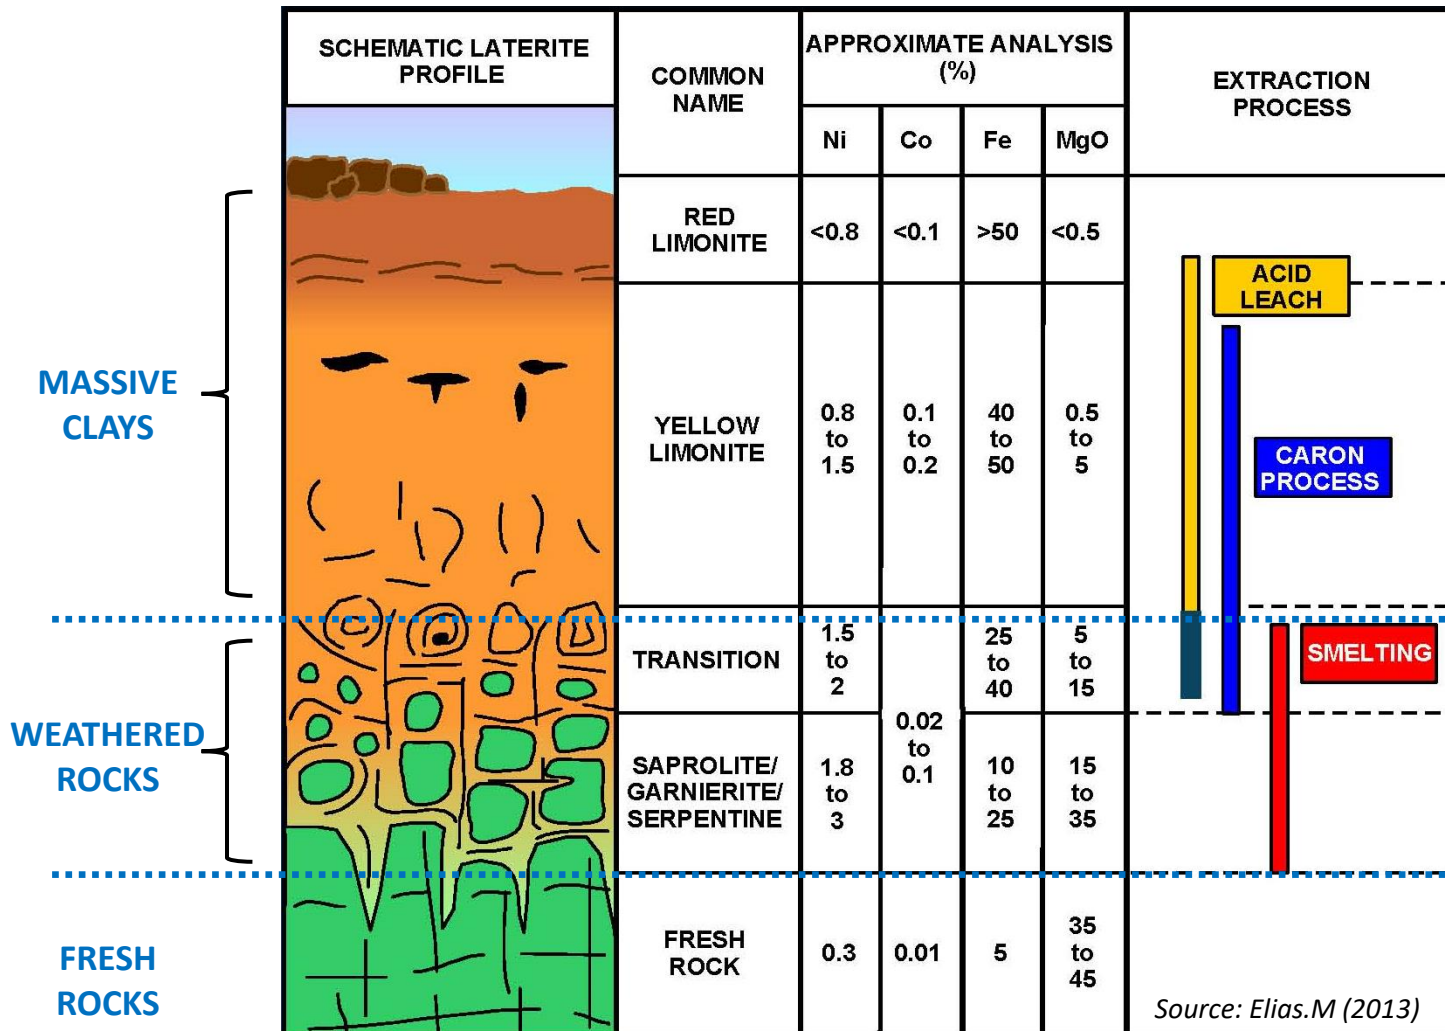 SCHEMATIC LATERITE
PROFILE
COMMON
NAME
APPROXIMATE ANALYSIS
(%)
Ni
Co
Fe
MgO
EXTRACTION
PROCESS
MASSIVE
CLAYS
WEATHERED
ROCKS
FRESH
ROCKS
RED
LIMONITE
<0.8
<0.1
>50
<0.5
YELLOW
LIMONITE
0.8
to
1.5
0.1
to
0.2
40
to
50
0.5
to
5
TRANSITION
1.5
to
2
0.02
to
0.1
25
to
40
5
to
15
SAPROLITE/
GARNIERITE/
SERPENTINE
1.8
to
3
10
to
25
15
to
35
FRESH
ROCK
0.3
0.01
5
35
to
45
ACID
LEACH
CARON
PROCESS
SMELTING
Source: Elias.M (2013)